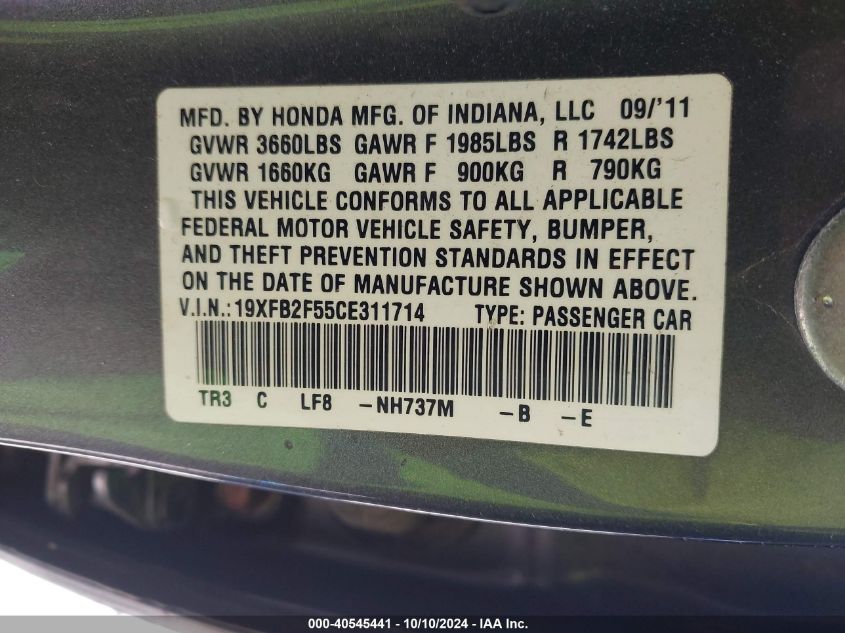 MFD. BY HONDA MFG. OF INDIANA, LLC 09/'11
GVWR 3660LBS GAWR F 1985LBS R 1742LBS
GVWR 1660KG GAWR F 900KG R 790KG
THIS VEHICLE CONFORMS TO ALL APPLICABLE
FEDERAL MOTOR VEHICLE SAFETY, BUMPER,
AND THEFT PREVENTION STANDARDS IN EFFECT
ON THE DATE OF MANUFACTURE SHOWN ABOVE.
V.I.N.: 19XFB2F55CE311714 TYPE: PASSENGER CAR
TR3 C LF8 -NH737M -B -E
000-40545441 - 10/10/2024 - IAA Inc.